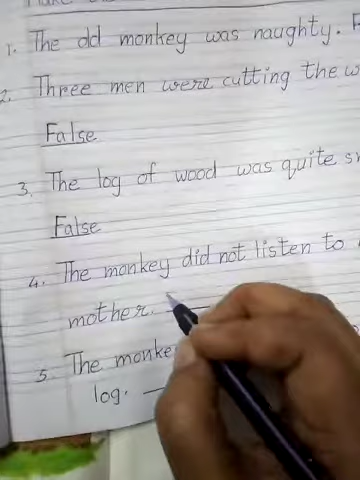 1. The old monkey was naughty.
2. Three men were cutting the
False
3. The log of wood was quite
False
4. The monkey did not listen to
mother.
5. The monke
log.